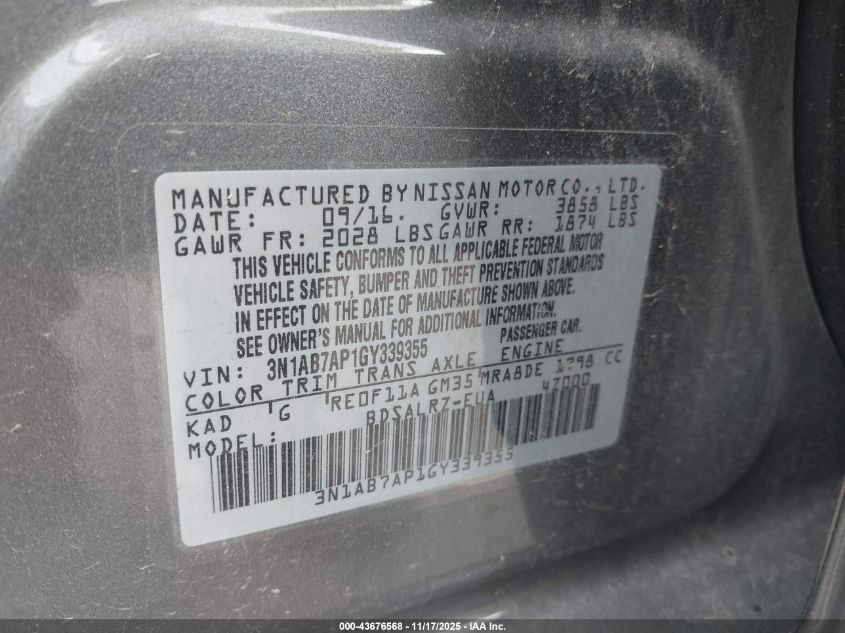 MANUFACTURED BY NISSAN MOTOR CO., LTD.
DATE: 09/16. GVWR: 3858 LBS
GAWR FR: 2028 LBS GAWR RR: 1874 LBS
THIS VEHICLE CONFORMS TO ALL APPLICABLE FEDERAL MOTOR
VEHICLE SAFETY, BUMPER AND THEFT PREVENTION STANDARDS
IN EFFECT ON THE DATE OF MANUFACTURE SHOWN ABOVE.
SEE OWNER'S MANUAL FOR ADDITIONAL INFORMATION.
VIN: 3N1AB7AP1GY339355 PASSENGER CAR.
COLOR TRIM TRANS AXLE ENGINE
KAD G RE0F11A GM35 MRA8DE 1798 CC
MODEL: BDSALRZ-EUA 47000
3N1AB7AP1GY339355
000-43676568 - 11/17/2025 - IAA Inc.